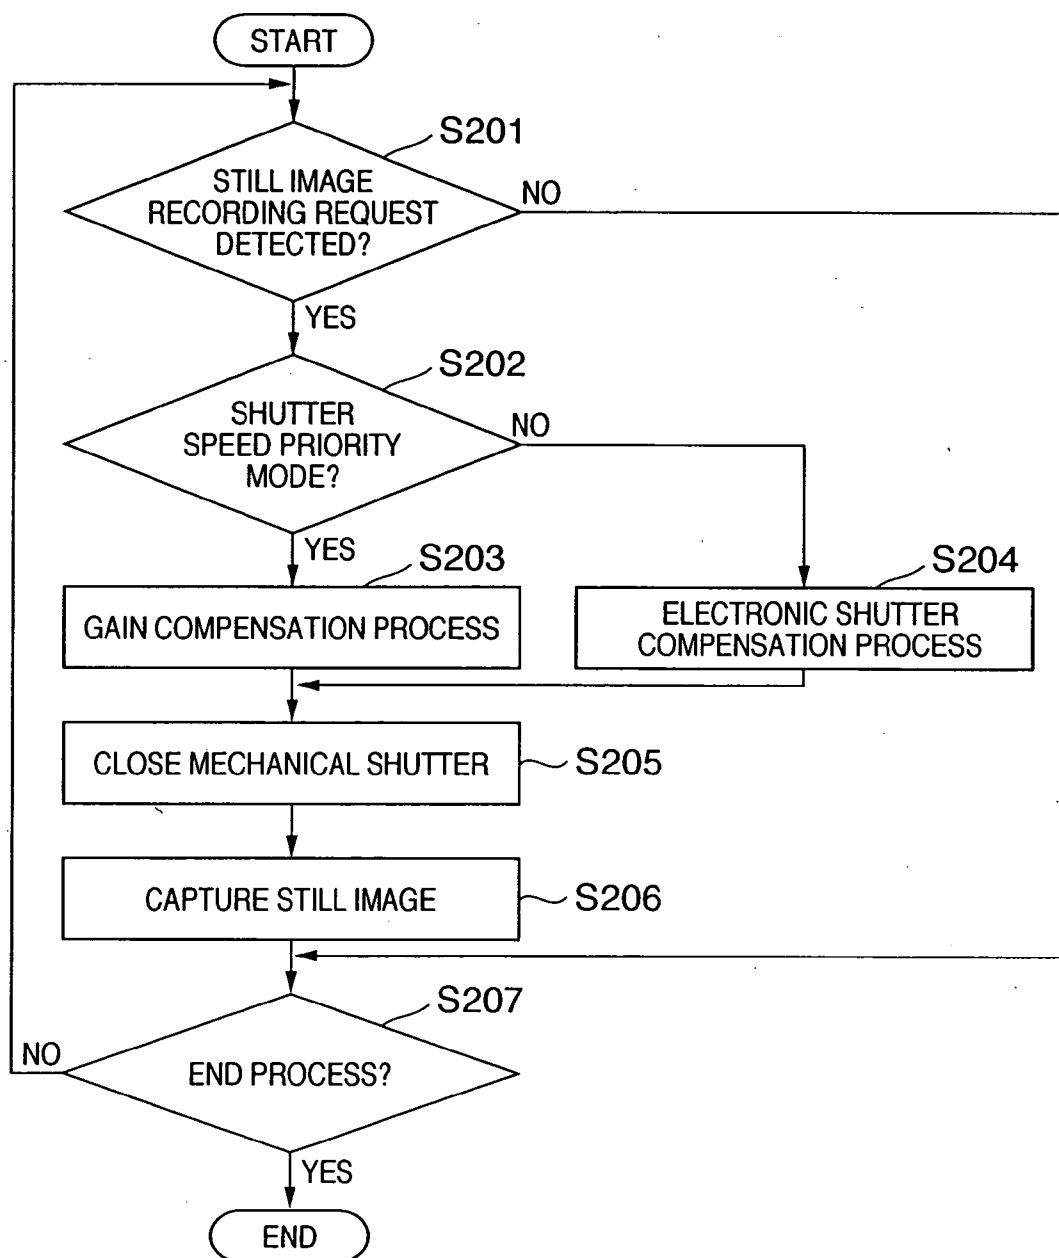 START
S201
STILL IMAGE
RECORDING REQUEST
DETECTED?
NO
YES
S202
SHUTTER
SPEED PRIORITY
MODE?
NO
YES
S203
GAIN COMPENSATION PROCESS
S204
ELECTRONIC SHUTTER
COMPENSATION PROCESS
CLOSE MECHANICAL SHUTTER
S205
CAPTURE STILL IMAGE
S206
S207
NO
END PROCESS?
YES
END